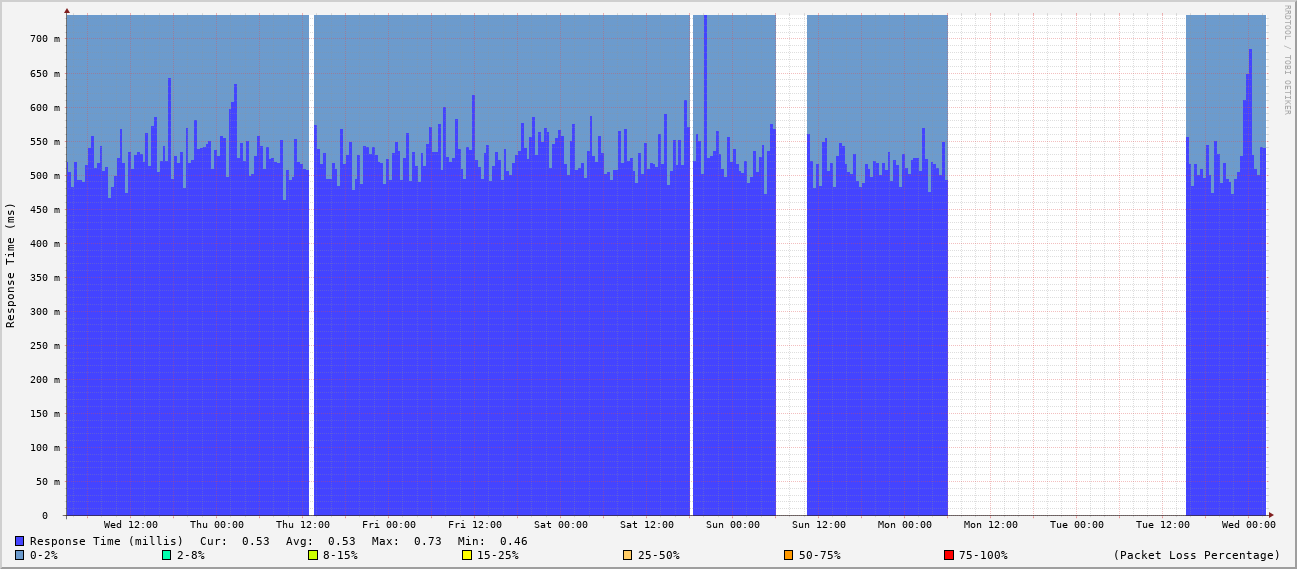 RRDTOOL / TOBI OETIKER
Response Time (ms)
700 m
650 m
600 m
550 m
500 m
450 m
400 m
350 m
300 m
250 m
200 m
150 m
100 m
50 m
0
Wed 12:00 Thu 00:00 Thu 12:00 Fri 00:00 Fri 12:00 Sat 00:00 Sat 12:00 Sun 00:00 Sun 12:00 Mon 00:00 Mon 12:00 Tue 00:00 Tue 12:00 Wed 00:00
Response Time (millis) Cur: 0.53 Avg: 0.53 Max: 0.73 Min: 0.46
0-2% 2-8% 8-15% 15-25% 25-50% 50-75% 75-100% (Packet Loss Percentage)